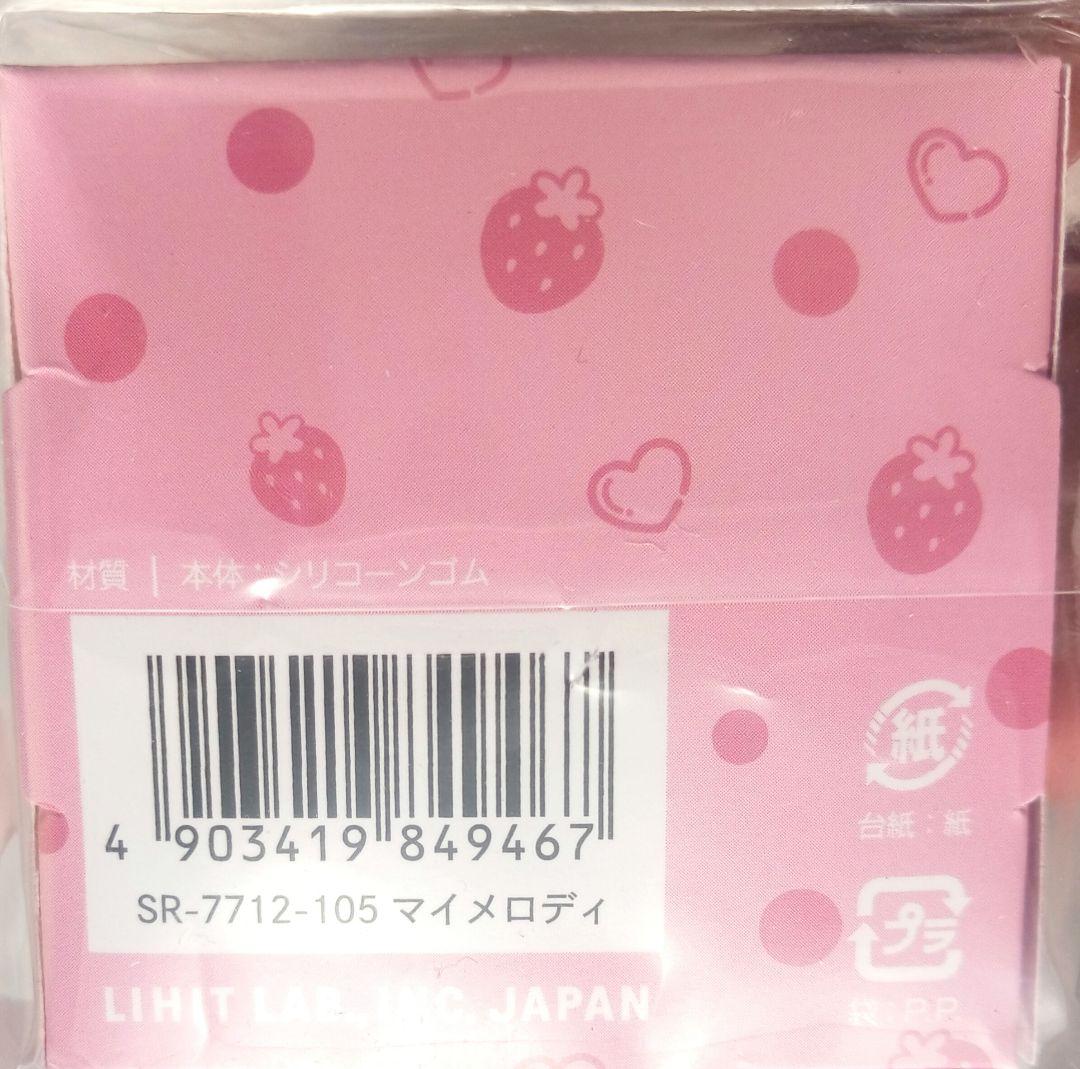 材質 | 本体：シリコーンゴム
4 903419 849467
SR-7712-105 マイメロディ
LIHIT LAB., INC. JAPAN
紙
台紙：紙
プラ
袋：P.P.